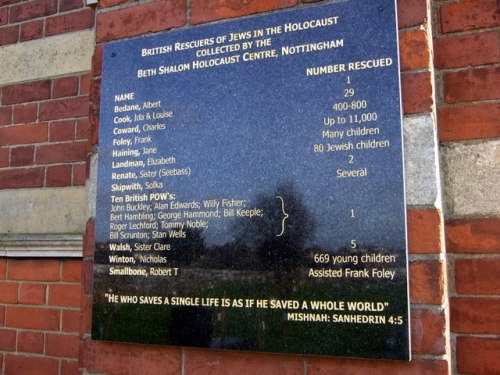 BRITISH RESCUERS OF JEWS IN THE HOLOCAUST
COLLECTED BY THE
BETH SHALOM HOLOCAUST CENTRE, NOTTINGHAM
NAME NUMBER RESCUED
Bedane, Albert 1
Cook, Ida & Louise 29
Coward, Charles 400-800
Foley, Frank Up to 11,000
Haining, Jane Many children
Landman, Elizabeth 80 Jewish children
Renate, Sister (Seebass) 2
Skipwith, Solka Several
Ten British POW's:
John Buckley; Alan Edwards; Willy Fisher;
Bert Hambling; George Hammond; Bill Keeple; 1
Roger Lechford; Tommy Noble;
Bill Scrunton; Stan Wells
Walsh, Sister Clare 5
Winton, Nicholas 669 young children
Smallbone, Robert T Assisted Frank Foley
"HE WHO SAVES A SINGLE LIFE IS AS IF HE SAVED A WHOLE WORLD"
MISHNAH: SANHEDRIN 4:5